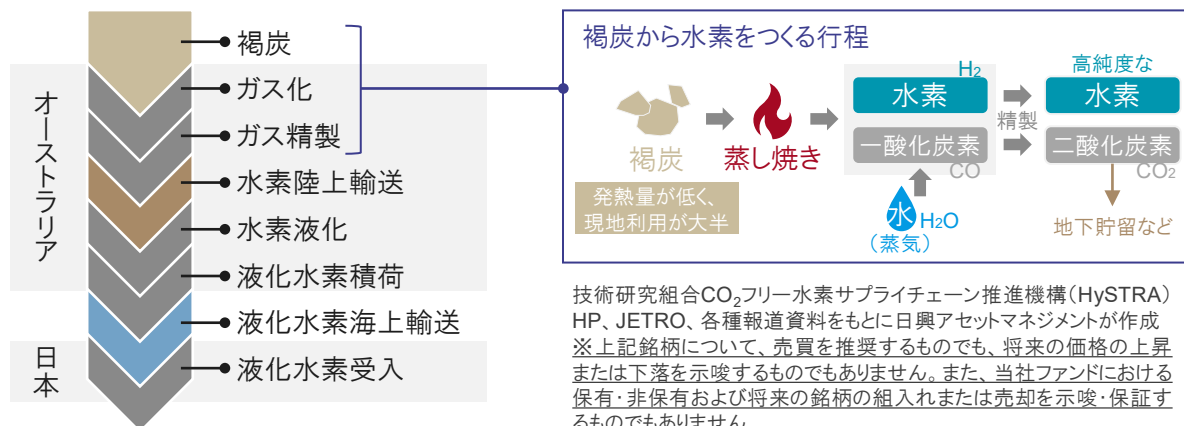 オーストラリア
日本
褐炭
ガス化
ガス精製
水素陸上輸送
水素液化
液化水素積荷
液化水素海上輸送
液化水素受入
褐炭から水素をつくる行程
褐炭
発熱量が低く、
現地利用が大半
蒸し焼き
H₂
水素
一酸化炭素
CO
水 H₂O
(蒸気)
精製
高純度な
水素
二酸化炭素
CO₂
地下貯留など
技術研究組合CO₂フリー水素サプライチェーン推進機構(HySTRA)
HP、JETRO、各種報道資料をもとに日興アセットマネジメントが作成
※上記銘柄について、売買を推奨するものでも、将来の価格の上昇
または下落を示唆するものでもありません。また、当社ファンドにおける
保有・非保有および将来の銘柄の組入れまたは売却を示唆・保証す
るものでもありません